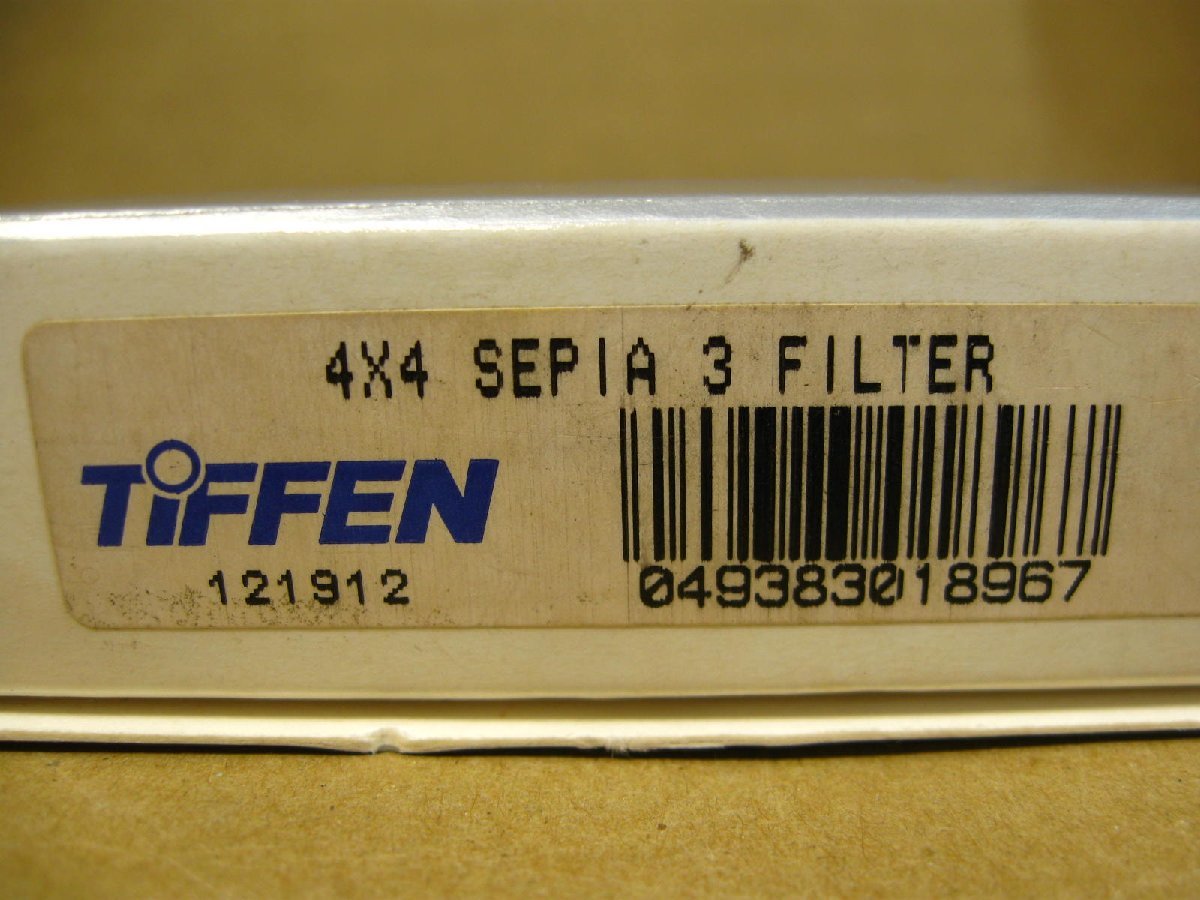 4X4 SEPIA 3 FILTER
TiFFEN
121912
049383018967